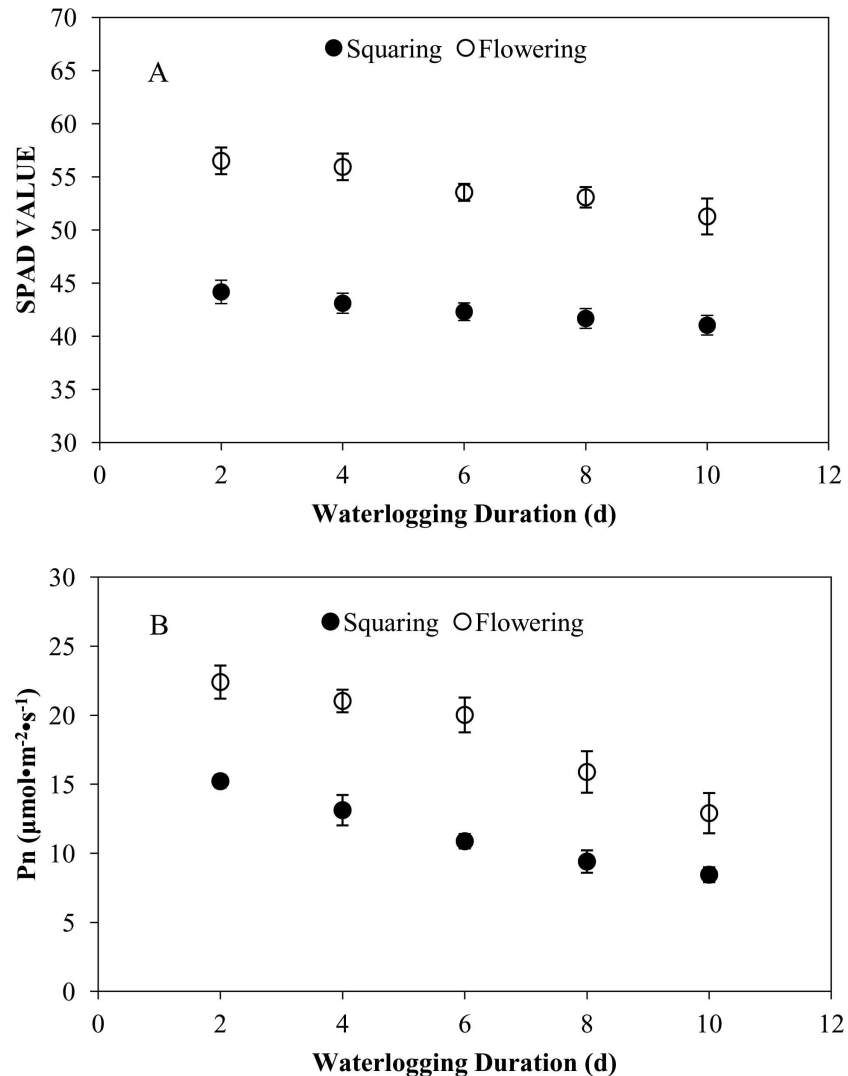 70
65
60
55
50
45
40
35
30
A
Squaring Flowering
SPAD VALUE
0 2 4 6 8 10 12
Waterlogging Duration (d)
30
25
20
15
10
5
0
B
Squaring Flowering
Pn (μmol•m⁻²•s⁻¹)
0 2 4 6 8 10 12
Waterlogging Duration (d)